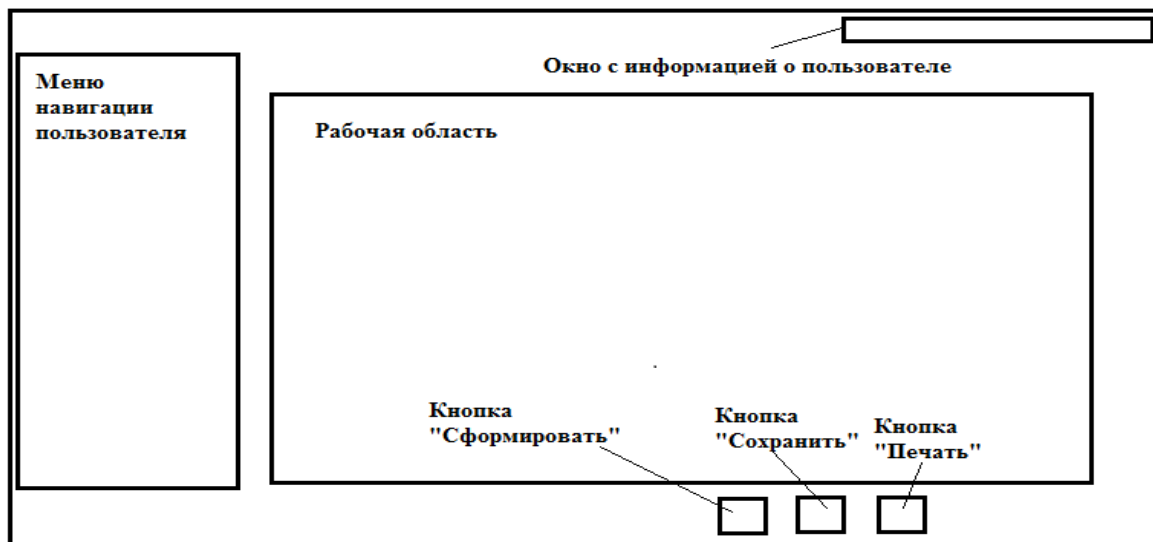 Окно с информацией о пользователе
Меню
навигации
пользователя
Рабочая область
Кнопка
"Сформировать"
Кнопка
"Сохранить"
Кнопка
"Печать"